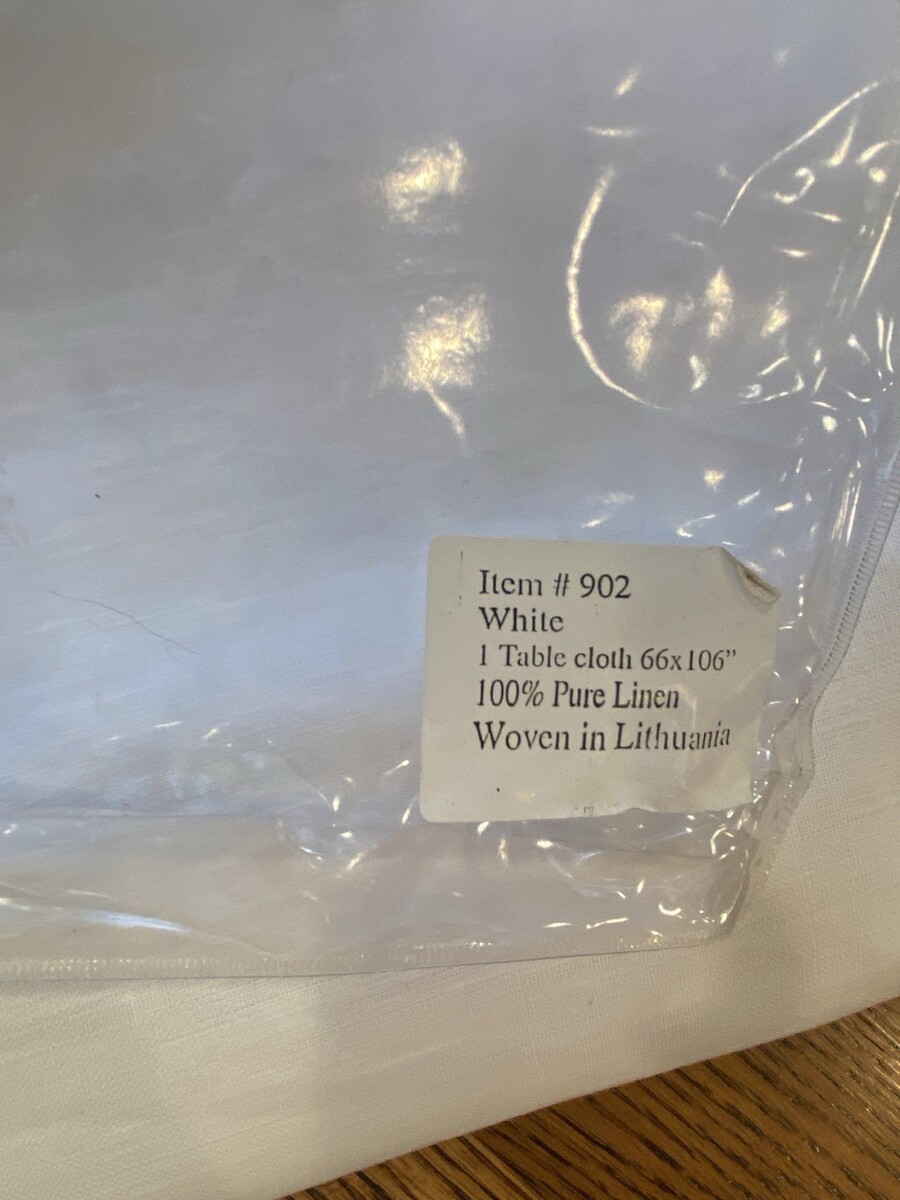 Item # 902
White
1 Table cloth 66x106”
100% Pure Linen
Woven in Lithuania